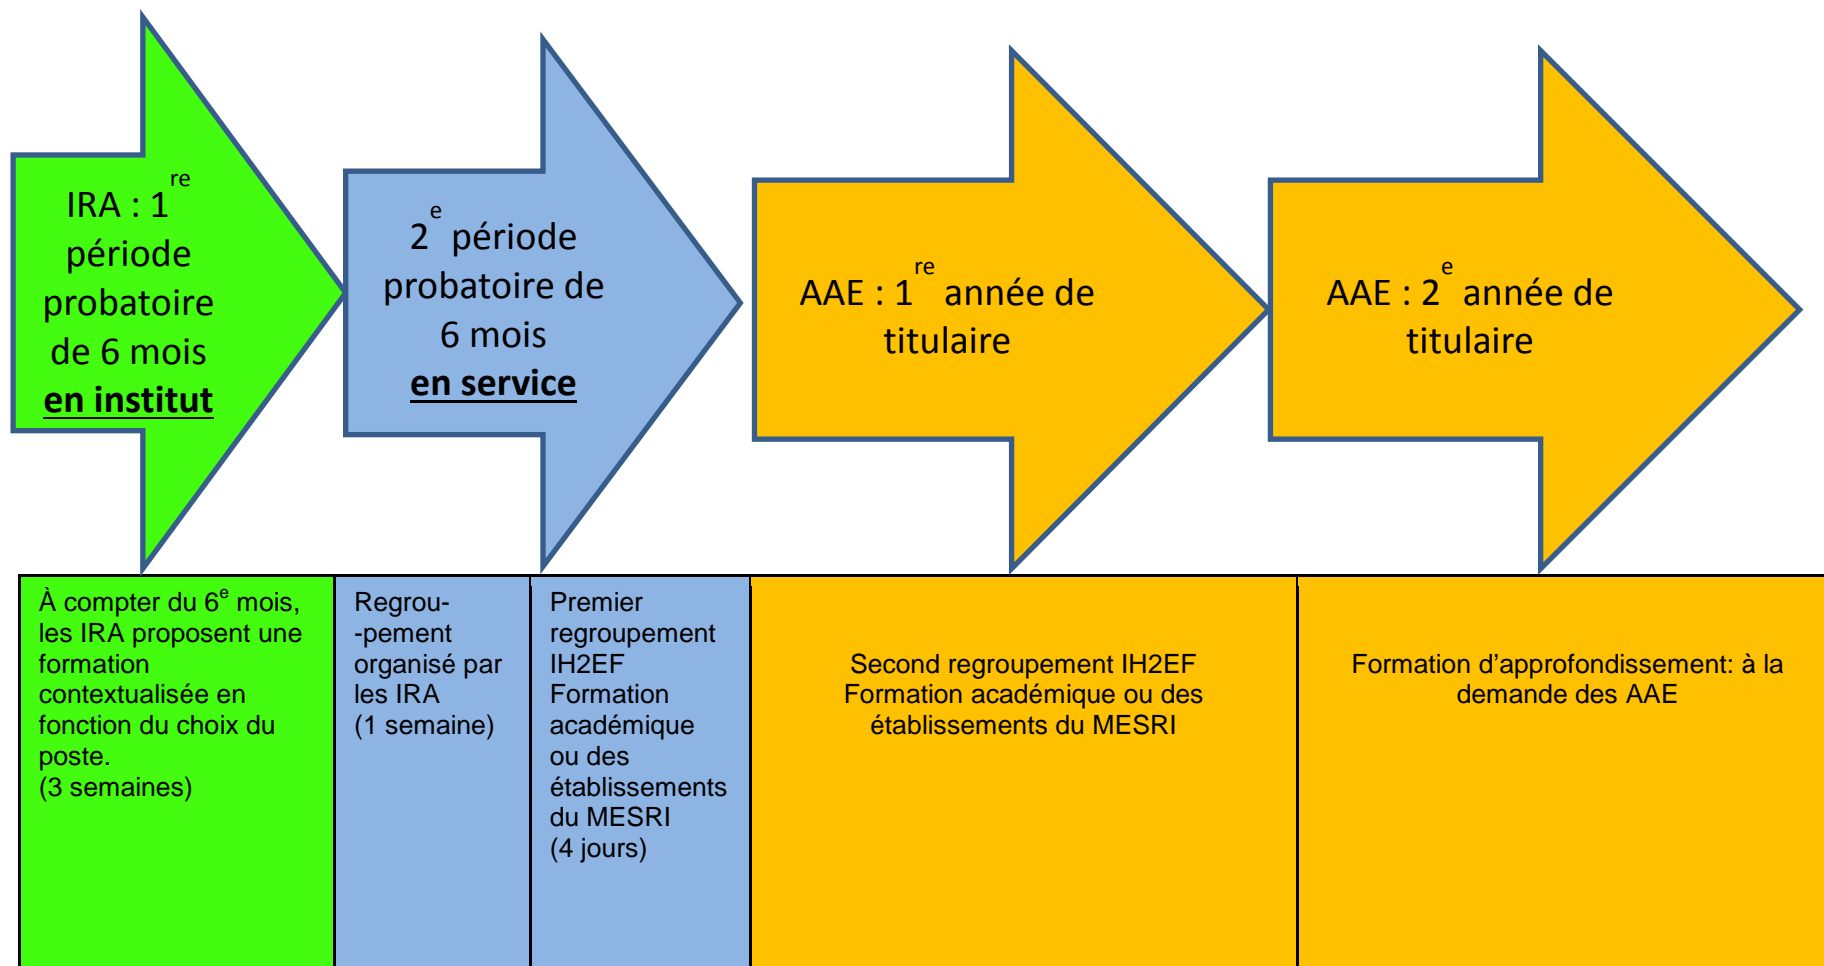 IRA : 1re
période
probatoire
de 6 mois
en institut
2e période
probatoire de
6 mois
en service
AAE : 1re année de
titulaire
AAE : 2e année de
titulaire
À compter du 6e mois,
les IRA proposent une
formation
contextualisée en
fonction du choix du
poste.
(3 semaines)
Regrou-
-pement
organisé par
les IRA
(1 semaine)
Premier
regroupement
IH2EF
Formation
académique
ou des
établissements
du MESRI
(4 jours)
Second regroupement IH2EF
Formation académique ou des
établissements du MESRI
Formation d’approfondissement: à la
demande des AAE